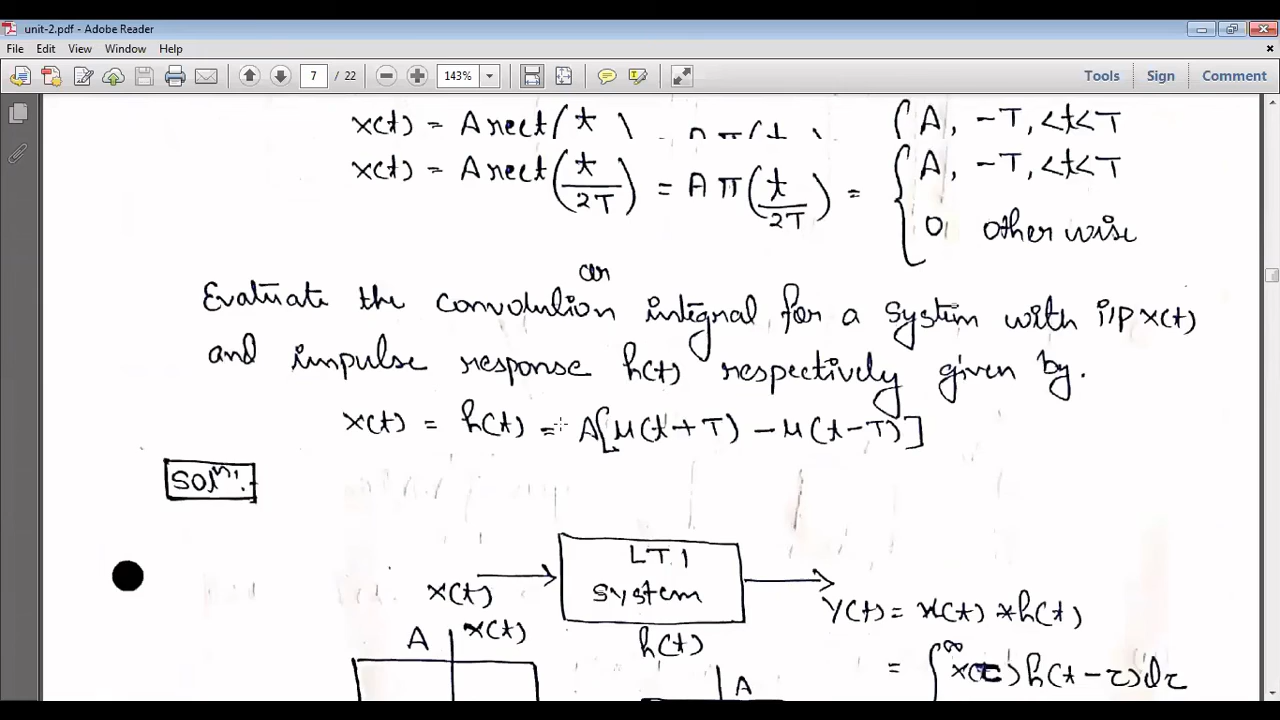 unit-2.pdf - Adobe Reader
File Edit View Window Help
7 / 22 143% Tools Sign Comment
x(t) = A rect(t A, -T, <t<T
x(t) = A rect(t/2T) = A π(t/2T) = { A, -T, <t<T
0, other wise
or
Evaluate the convolution integral for a system with i/p x(t)
and impulse response h(t) respectively given by.
x(t) = h(t) = A[u(t+T) - u(t-T)]
Solⁿ:-
x(t) LTI system y(t) = x(t) * h(t)
h(t)
A x(t)
A
= ∫^∞ x(τ) h(t-τ) dτ